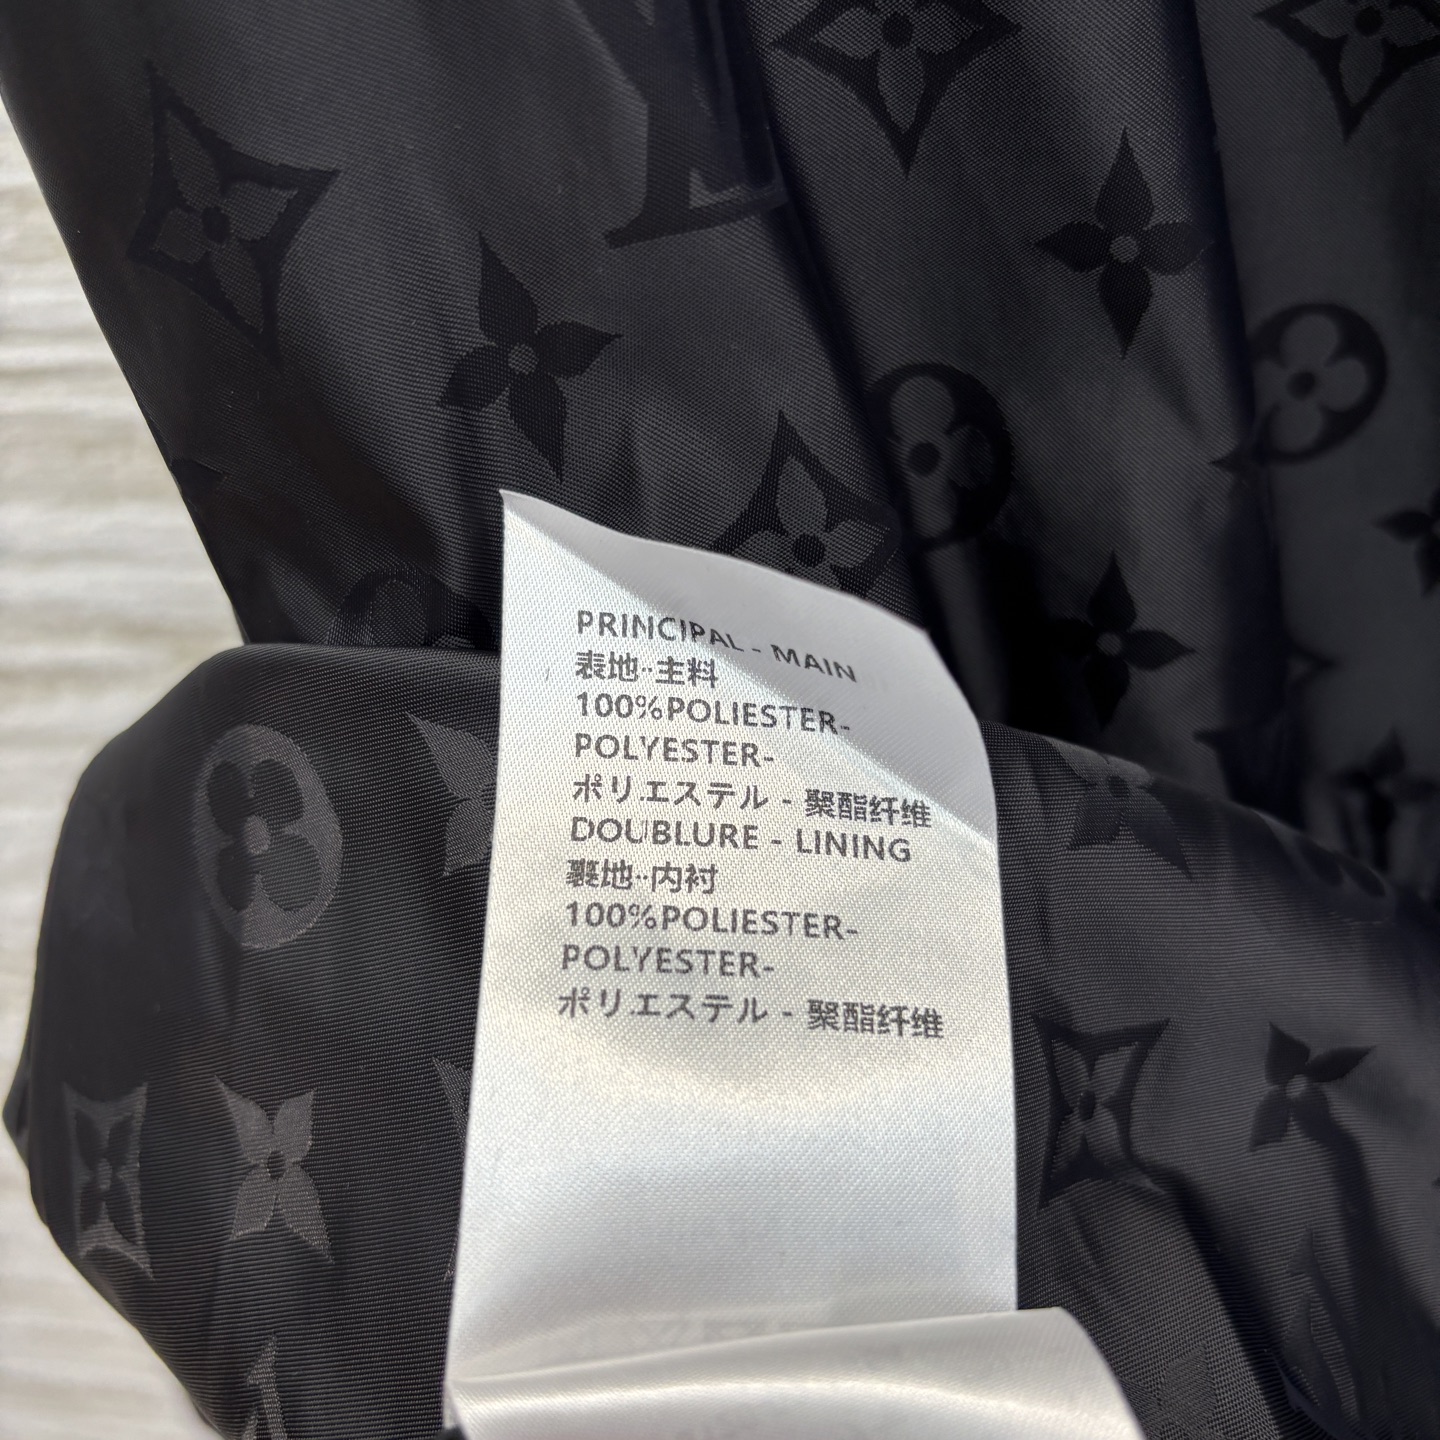 PRINCIPAL - MAIN
表地··主料
100%POLIESTER-
POLYESTER-
ポリエステル - 聚酯纤维
DOUBLURE - LINING
裏地··内衬
100%POLIESTER-
POLYESTER-
ポリエステル - 聚酯纤维